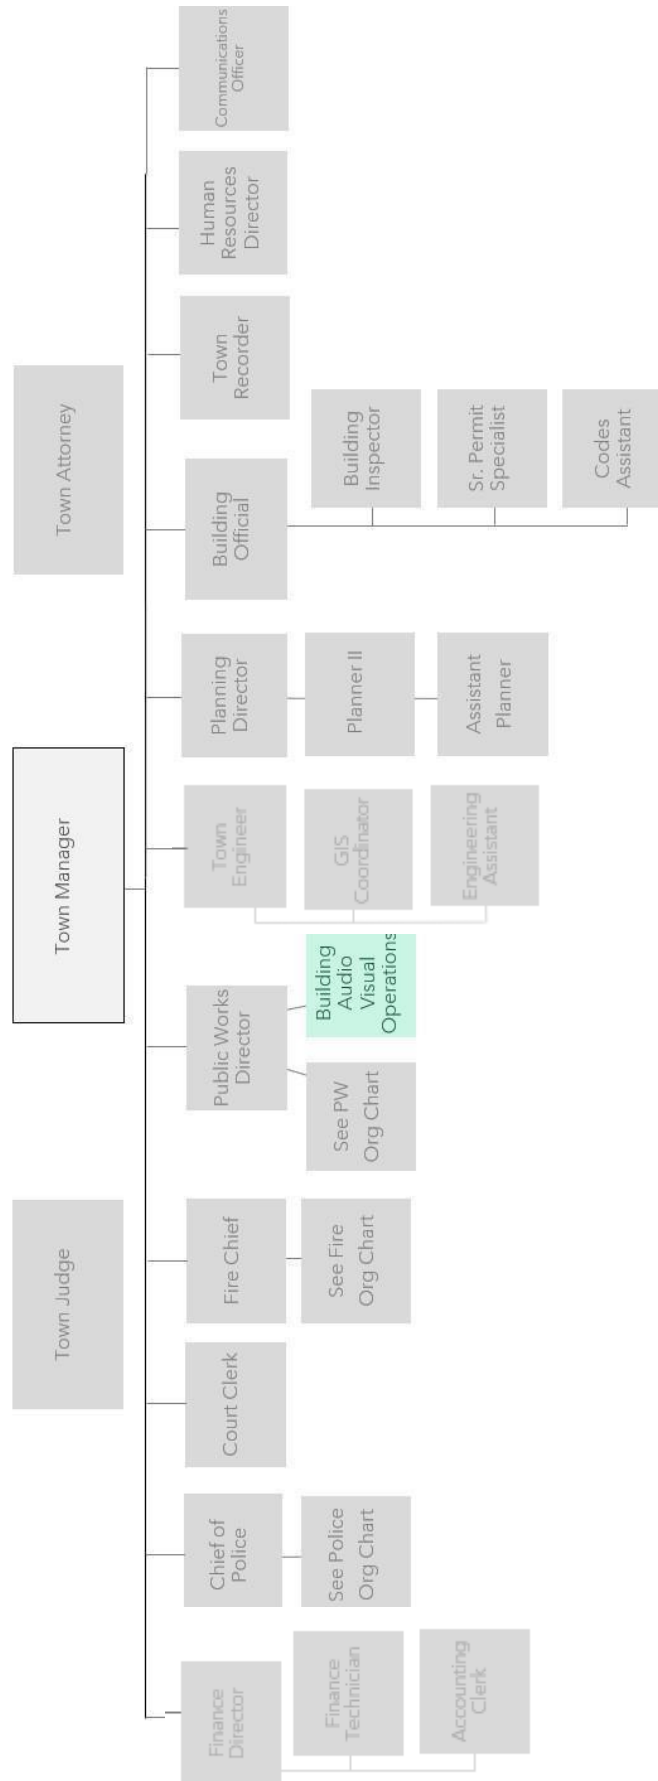 Town Judge
Town Manager
Town Attorney
Finance
Director
Chief of
Police
Court Clerk
Fire Chief
Public Works
Director
Town
Engineer
Planning
Director
Building
Official
Town
Recorder
Human
Resources
Director
Communications
Officer
Finance
Technician
See Police
Org Chart
See Fire
Org Chart
See PW
Org Chart
Building
Audio
Visual
Operations
GIS
Coordinator
Planner II
Building
Inspector
Accounting
Clerk
Engineering
Assistant
Assistant
Planner
Sr. Permit
Specialist
Codes
Assistant